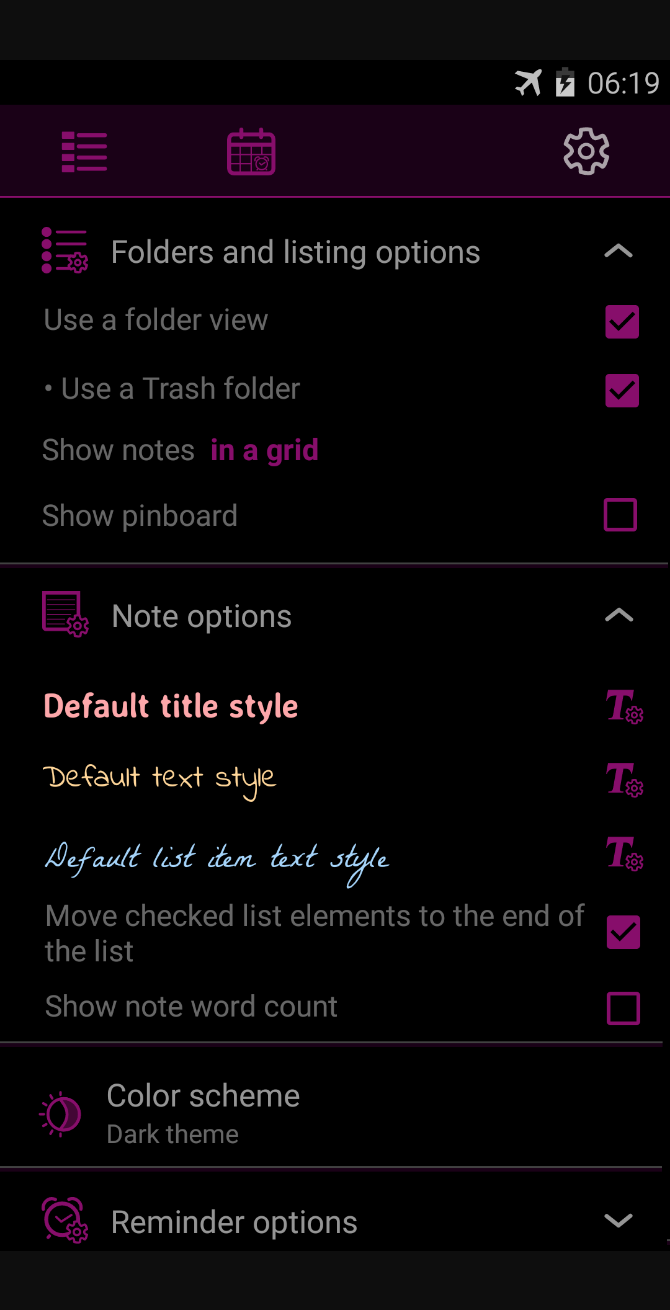 06:19
Folders and listing options
Use a folder view
• Use a Trash folder
Show notes in a grid
Show pinboard
Note options
Default title style
Default text style
Default list item text style
Move checked list elements to the end of
the list
Show note word count
Color scheme
Dark theme
Reminder options